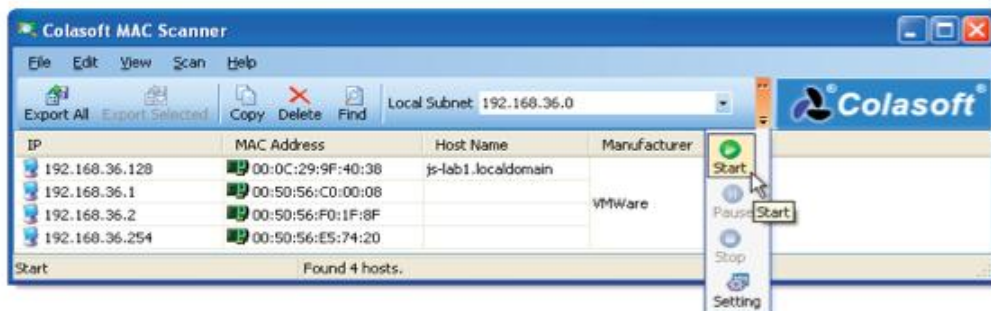 Colasoft MAC Scanner
File Edit View Scan Help
Export All Export Selected Copy Delete Find Local Subnet 192.168.36.0
Colasoft
IP MAC Address Host Name Manufacturer
192.168.36.128 00:0C:29:9F:40:38 js-lab1.localdomain
192.168.36.1 00:50:56:C0:00:08
VMWare
192.168.36.2 00:50:56:F0:1F:8F
192.168.36.254 00:50:56:E5:74:20
Start
Pause
Start
Stop
Setting
Start Found 4 hosts.